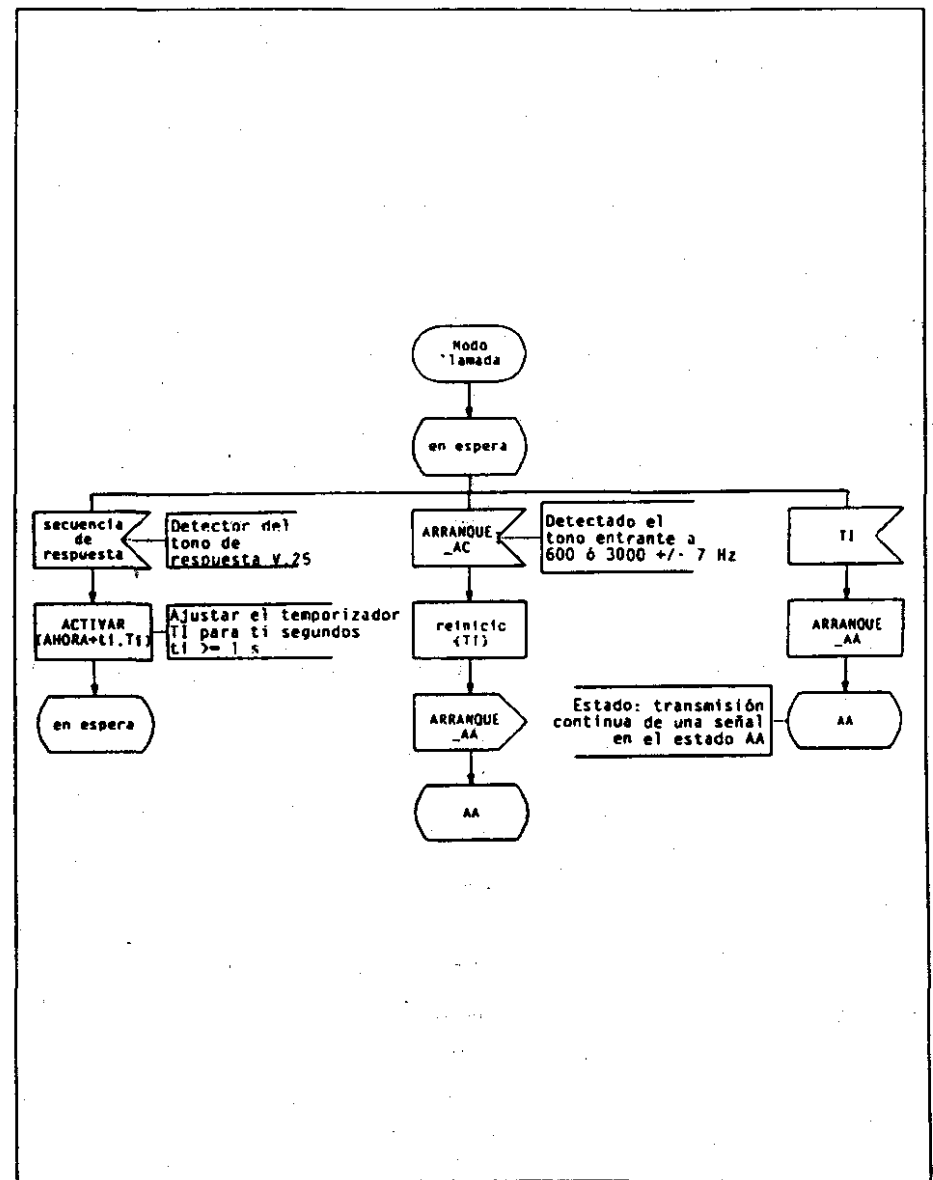 Modo
llamada
en espera
secuencia
de
respuesta
Detector del
tono de
respuesta V.25
ARRANQUE
_AC
Detectado el
tono entrante a
600 ó 3000 +/- 7 Hz
TI
ACTIVAR
(AHORA+ti.Ti)
Ajustar el temporizador
TI para ti segundos
ti >= 1 s
reinicio
(TI)
ARRANQUE
_AA
en espera
ARRANQUE
_AA
Estado: transmisión
continua de una señal
en el estado AA
AA
AA